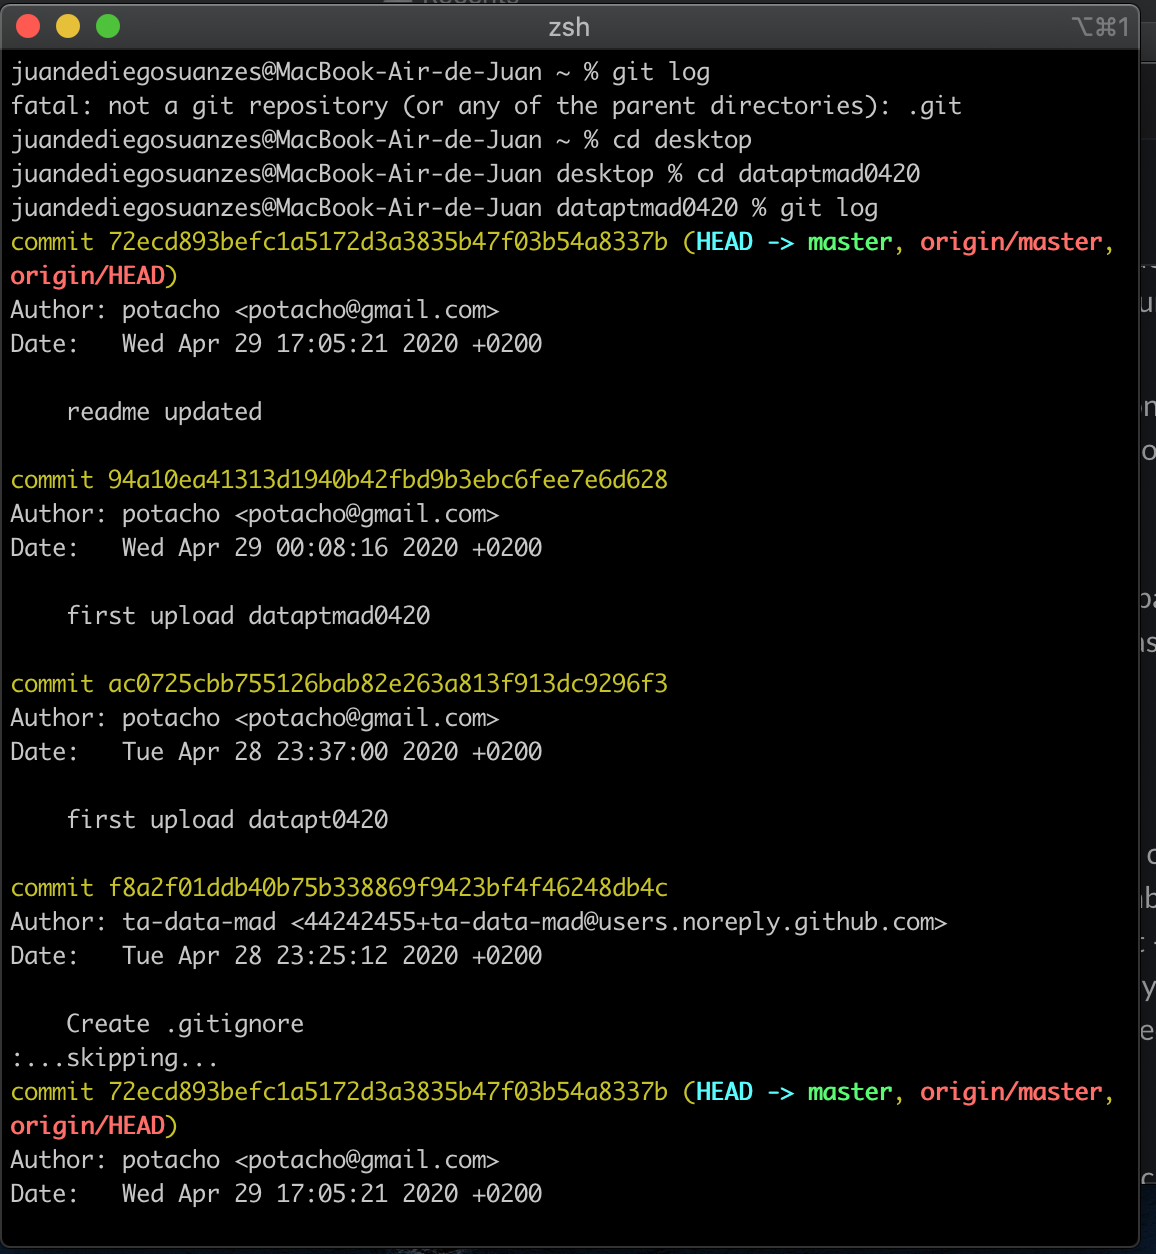 zsh
⌥⌘1
juandediegosuanzes@MacBook-Air-de-Juan ~ % git log
fatal: not a git repository (or any of the parent directories): .git
juandediegosuanzes@MacBook-Air-de-Juan ~ % cd desktop
juandediegosuanzes@MacBook-Air-de-Juan desktop % cd dataptmad0420
juandediegosuanzes@MacBook-Air-de-Juan dataptmad0420 % git log
commit 72ecd893befc1a5172d3a3835b47f03b54a8337b (HEAD -> master, origin/master,
origin/HEAD)
Author: potacho <potacho@gmail.com>
Date:   Wed Apr 29 17:05:21 2020 +0200
    readme updated
commit 94a10ea41313d1940b42fbd9b3ebc6fee7e6d628
Author: potacho <potacho@gmail.com>
Date:   Wed Apr 29 00:08:16 2020 +0200
    first upload dataptmad0420
commit ac0725cbb755126bab82e263a813f913dc9296f3
Author: potacho <potacho@gmail.com>
Date:   Tue Apr 28 23:37:00 2020 +0200
    first upload datapt0420
commit f8a2f01ddb40b75b338869f9423bf4f46248db4c
Author: ta-data-mad <44242455+ta-data-mad@users.noreply.github.com>
Date:   Tue Apr 28 23:25:12 2020 +0200
    Create .gitignore
:...skipping...
commit 72ecd893befc1a5172d3a3835b47f03b54a8337b (HEAD -> master, origin/master,
origin/HEAD)
Author: potacho <potacho@gmail.com>
Date:   Wed Apr 29 17:05:21 2020 +0200